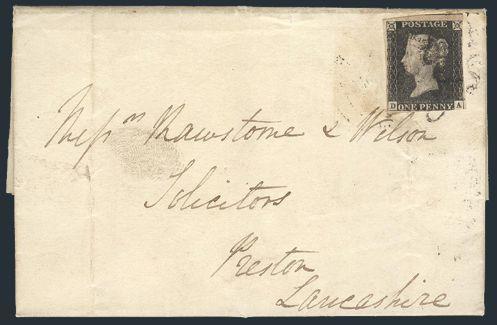 POSTAGE
D ONE PENNY A
Messrs Rawstorne & Wilson
Solicitors
Preston
Lancashire